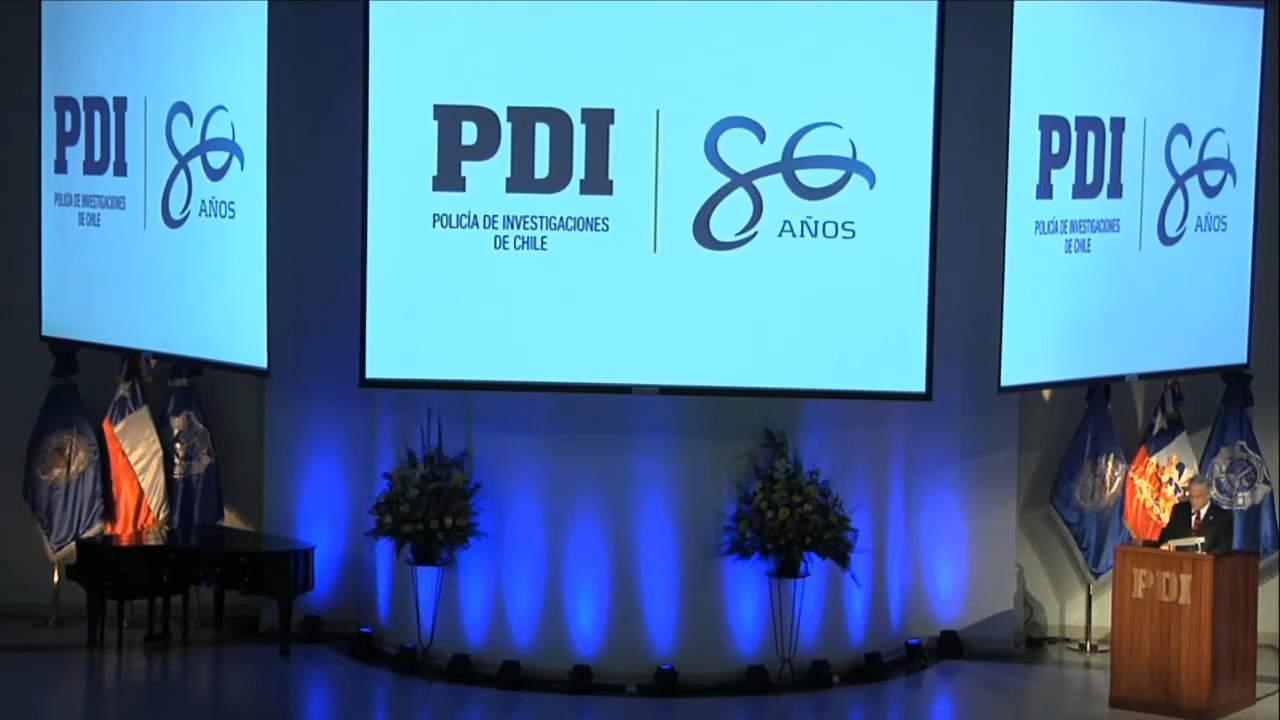 PDI
POLICÍA DE INVESTIGACIONES
DE CHILE
80
AÑOS
PDI
POLICÍA DE INVESTIGACIONES
DE CHILE
80
AÑOS
PDI
POLICÍA DE INVESTIGACIONES
DE CHILE
80
AÑOS
PDI